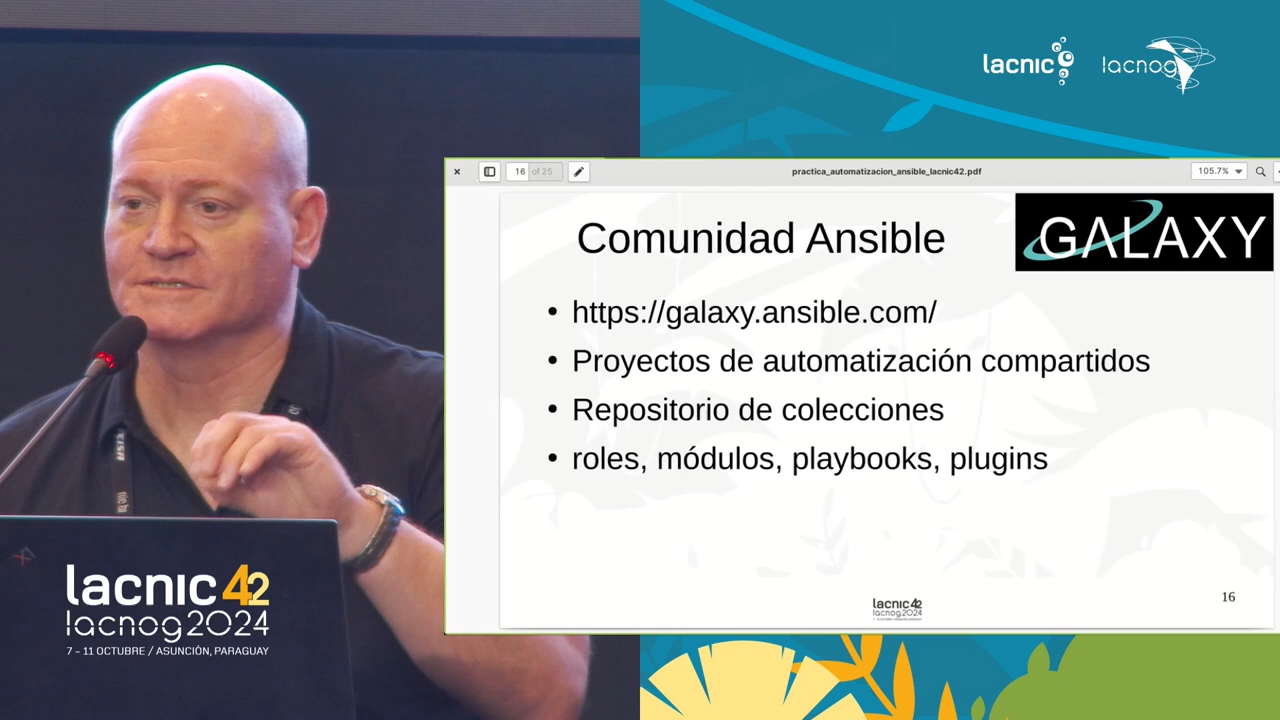 lacnic
lacnog
16 of 25
practica_automatizacion_ansible_lacnic42.pdf
105.7%
Comunidad Ansible
GALAXY
• https://galaxy.ansible.com/
• Proyectos de automatización compartidos
• Repositorio de colecciones
• roles, módulos, playbooks, plugins
lacnic42
lacnog2024
16
lacnic42
lacnog2024
7 – 11 OCTUBRE / ASUNCIÓN, PARAGUAY